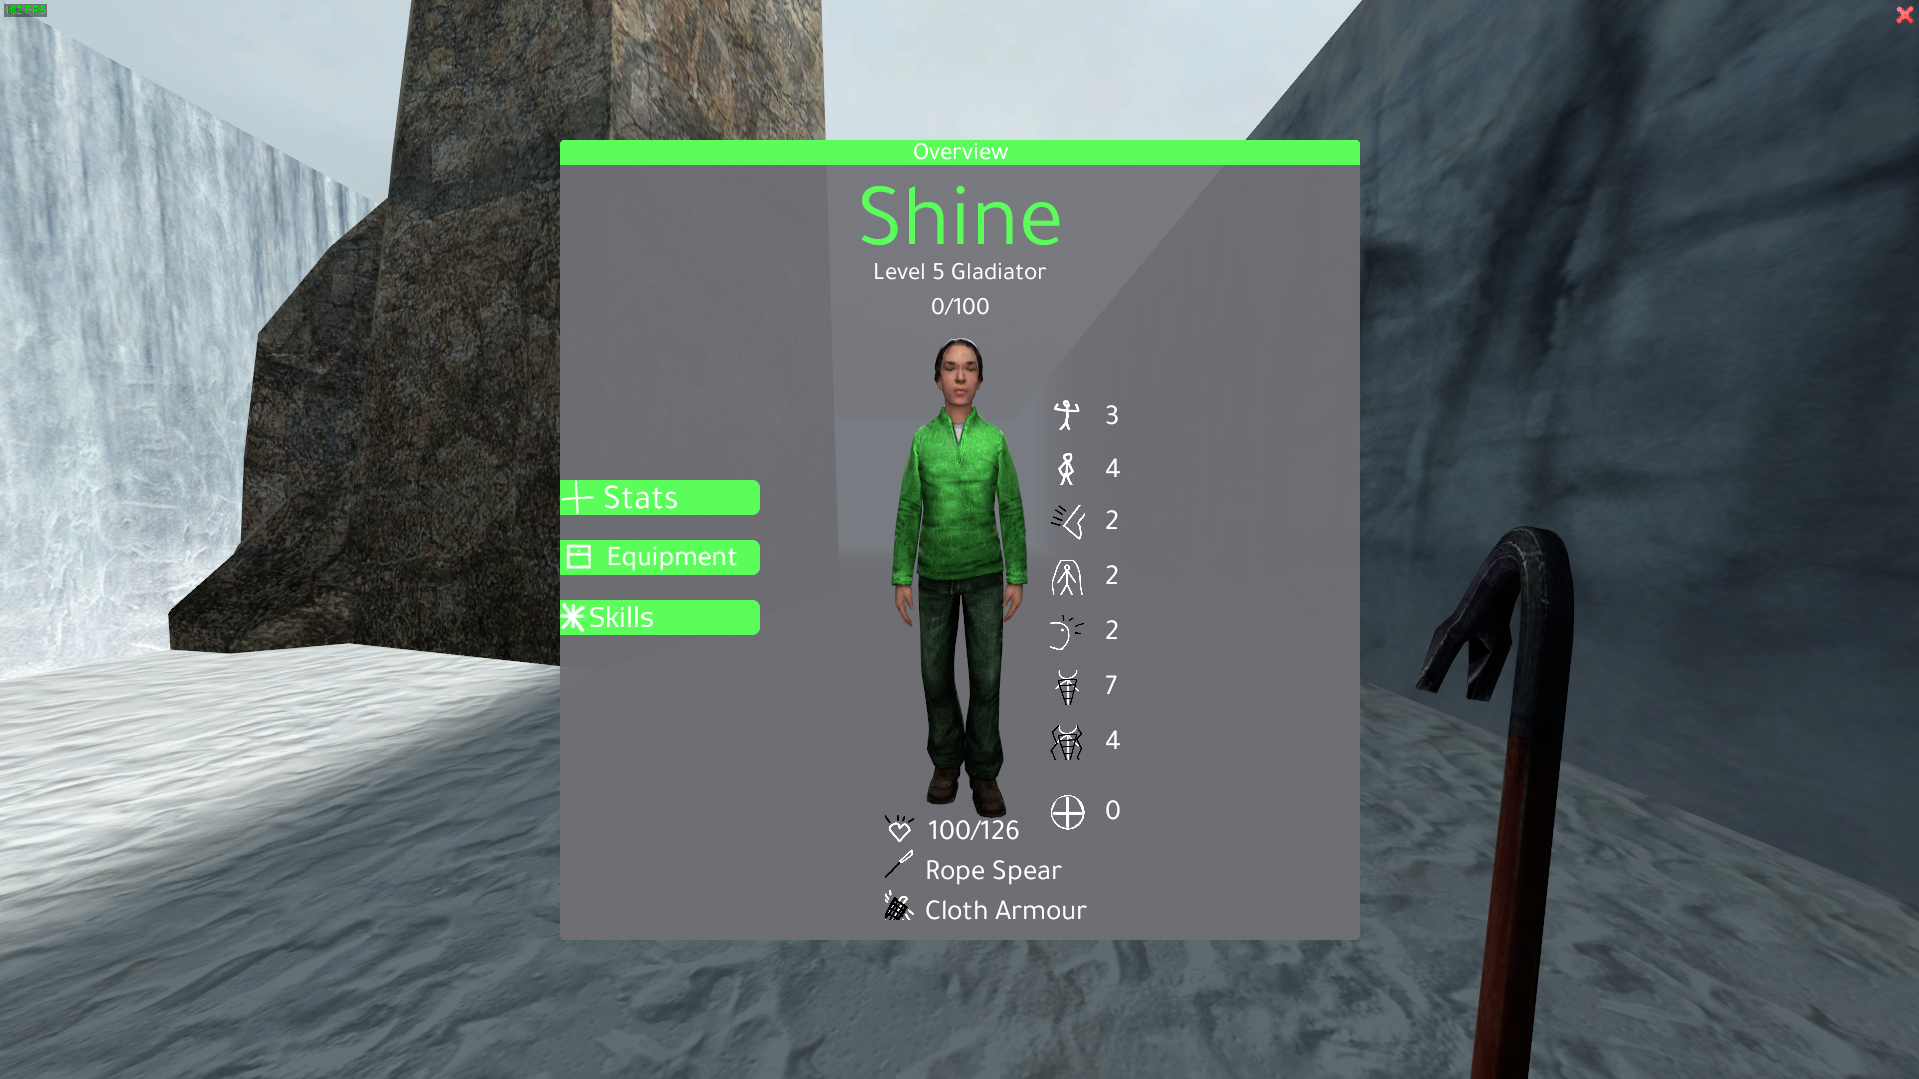 Overview
Shine
Level 5 Gladiator
0/100
3
4
2
Stats
Equipment
2
Skills
2
7
4
0
100/126
Rope Spear
Cloth Armour